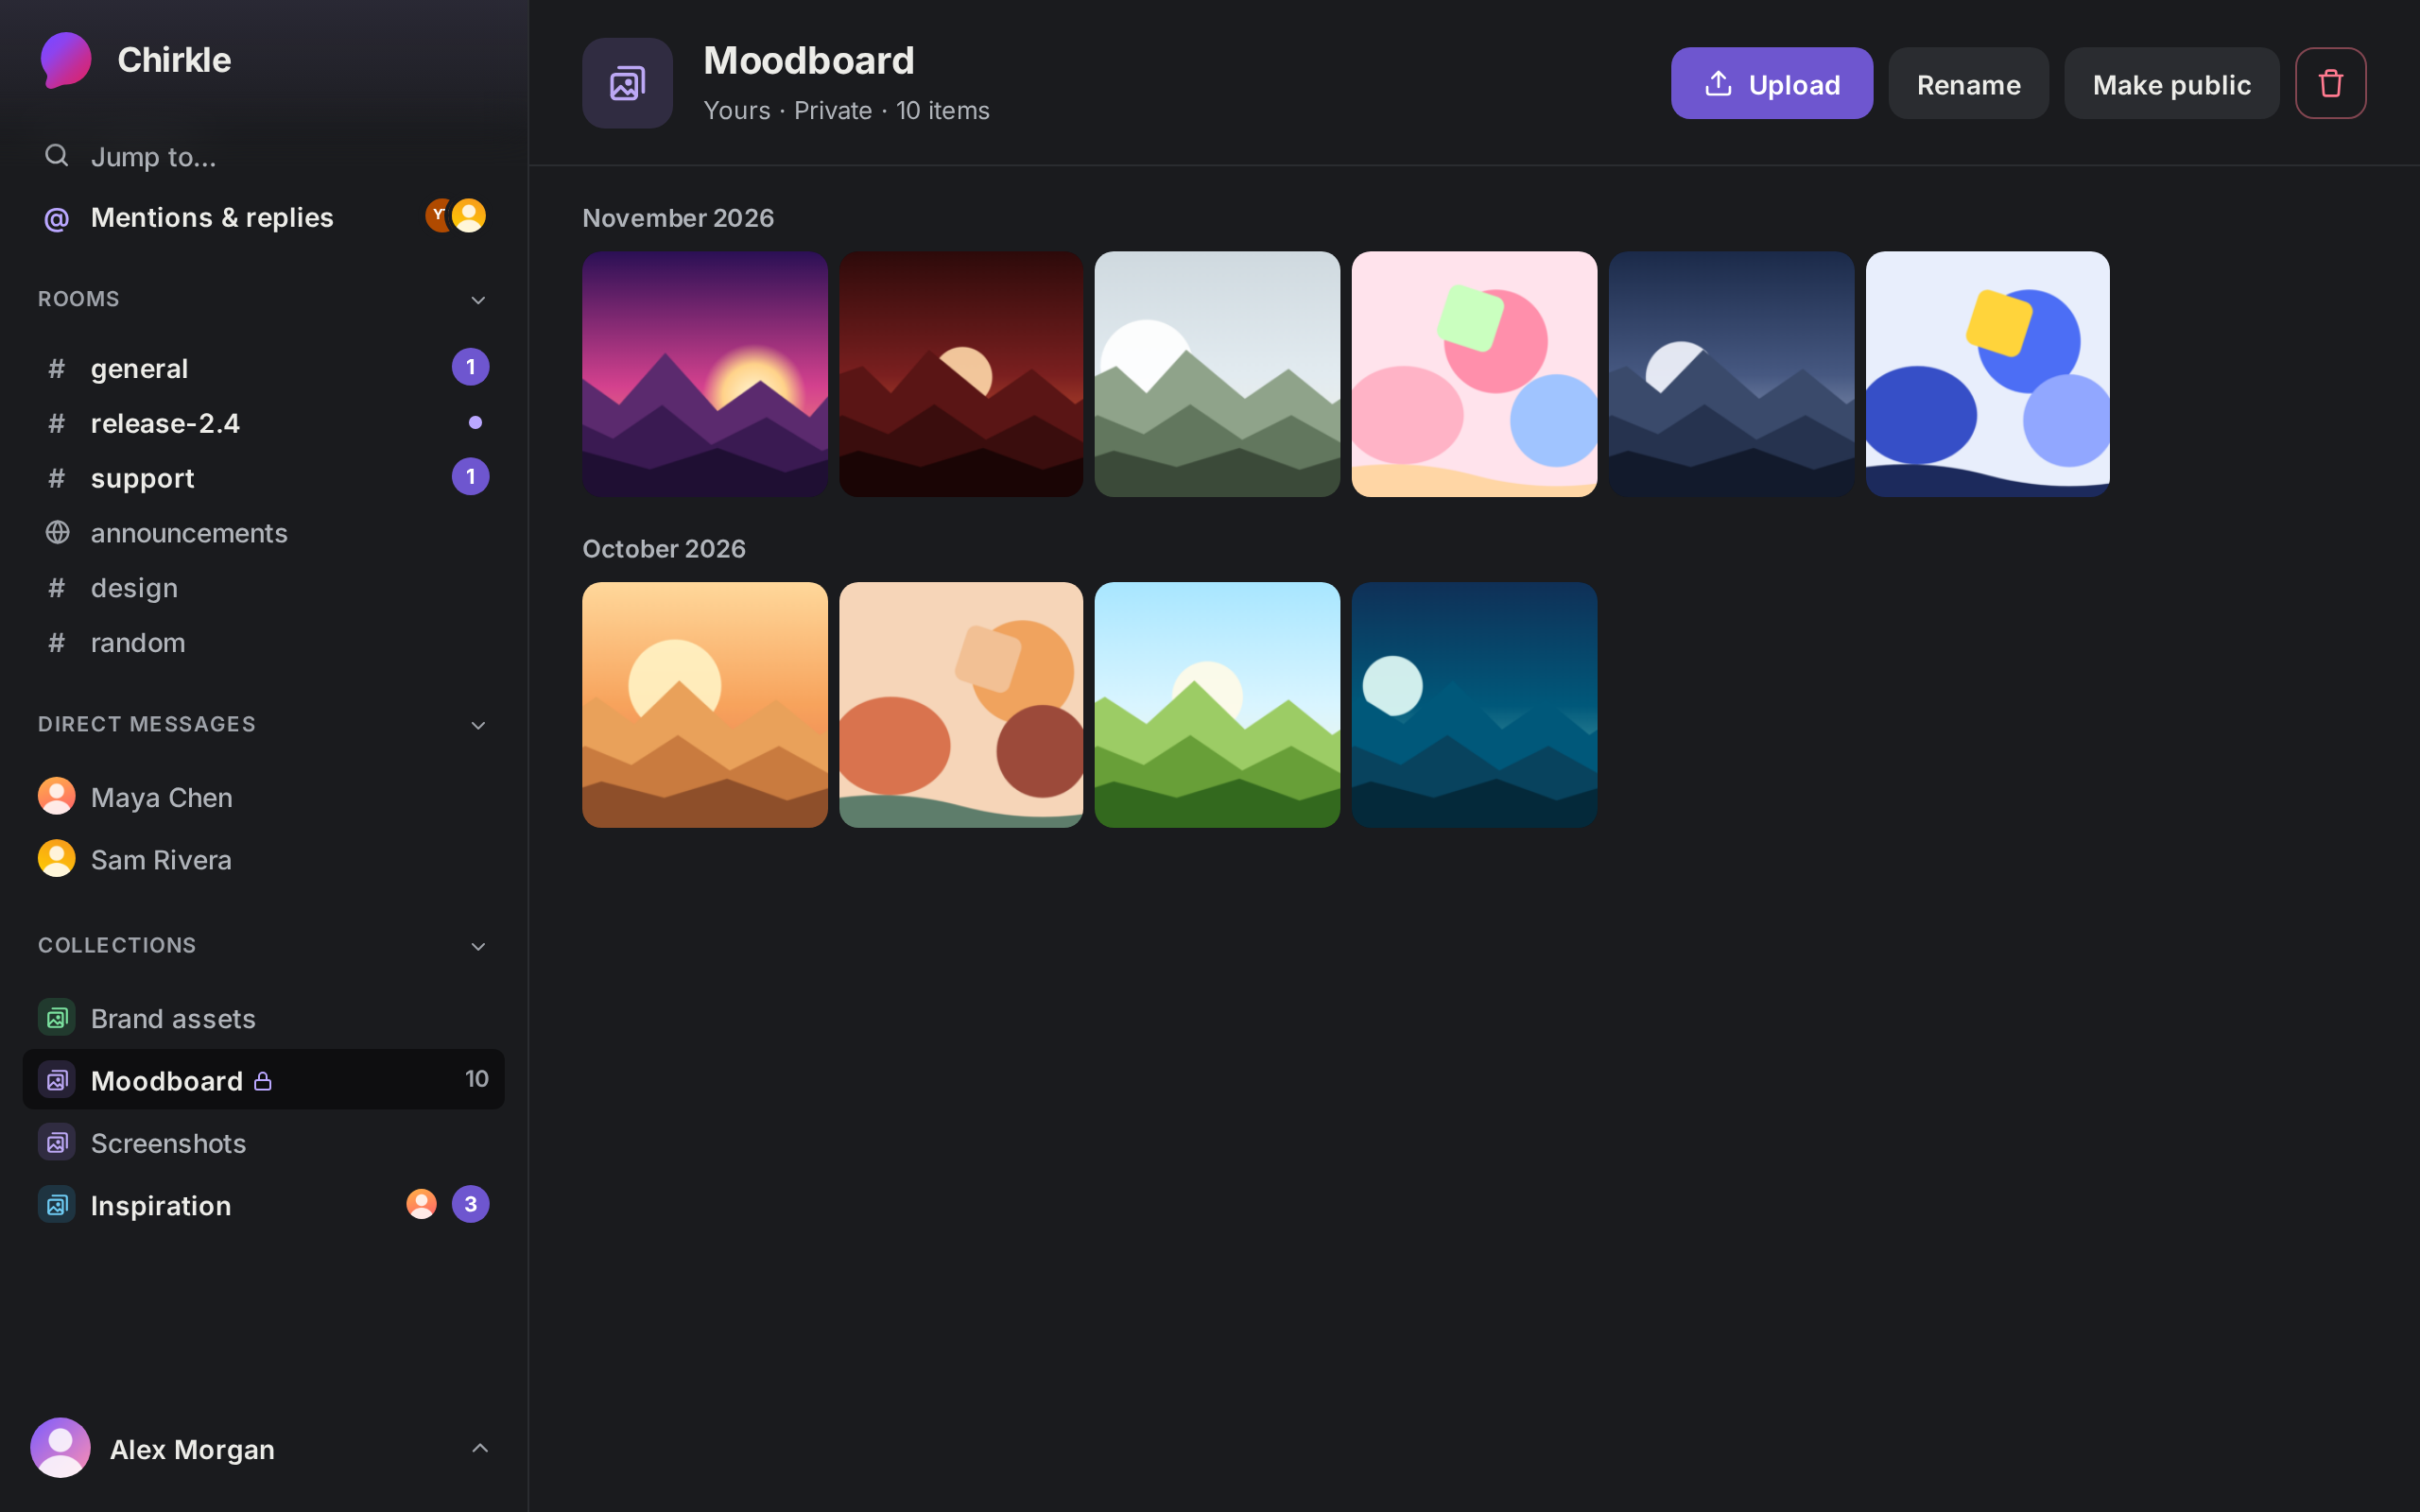 Chirkle
Jump to...
@ Mentions & replies
ROOMS
# general 1
# release-2.4
# support 1
announcements
# design
# random
DIRECT MESSAGES
Maya Chen
Sam Rivera
COLLECTIONS
Brand assets
Moodboard 10
Screenshots
Inspiration 3
Alex Morgan
Moodboard
Yours · Private · 10 items
Upload
Rename
Make public
November 2026
October 2026